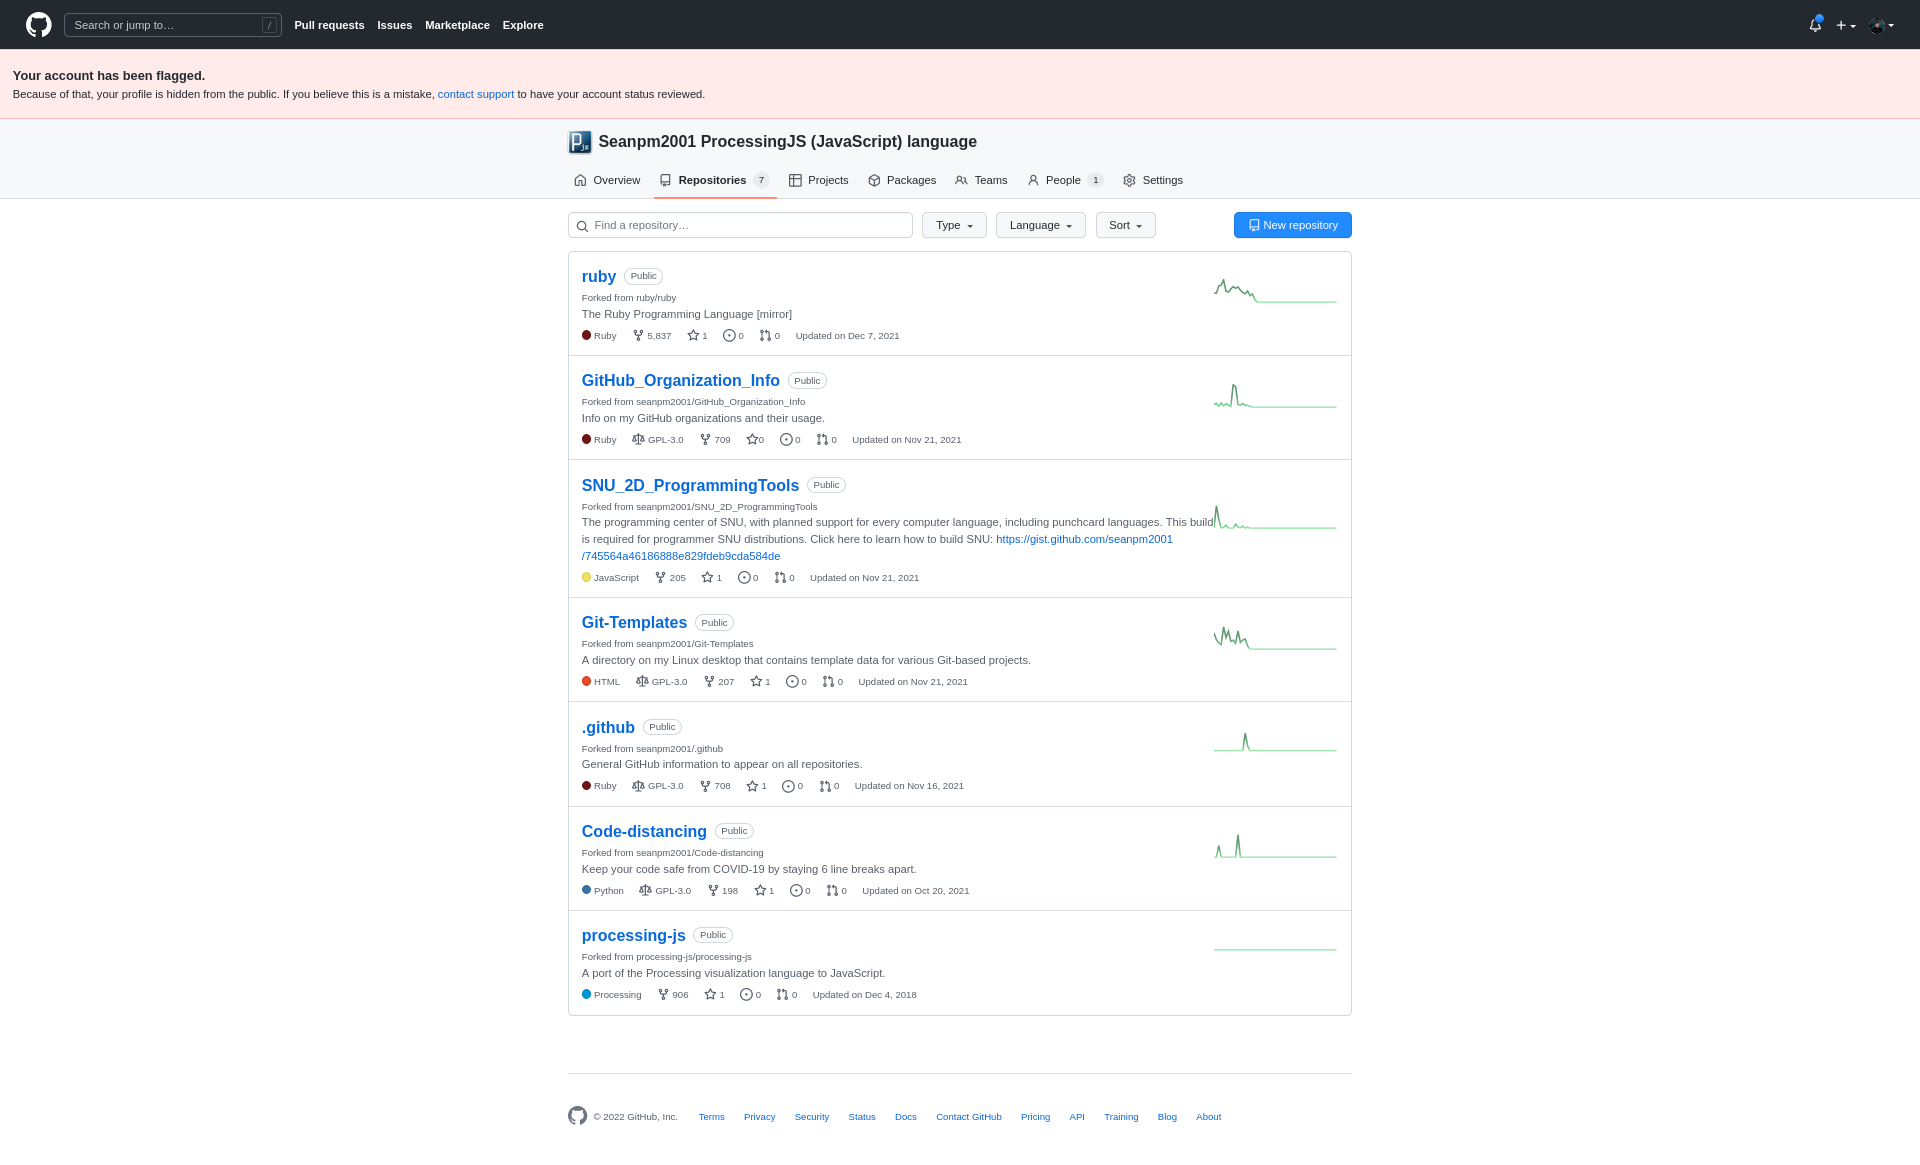 Search or jump to… /
Pull requests Issues Marketplace Explore
Your account has been flagged.
Because of that, your profile is hidden from the public. If you believe this is a mistake, contact support to have your account status reviewed.
Seanpm2001 ProcessingJS (JavaScript) language
Overview Repositories 7 Projects Packages Teams People 1 Settings
Find a repository… Type Language Sort New repository
ruby Public
Forked from ruby/ruby
The Ruby Programming Language [mirror]
Ruby 5,837 1 0 0 Updated on Dec 7, 2021
GitHub_Organization_Info Public
Forked from seanpm2001/GitHub_Organization_Info
Info on my GitHub organizations and their usage.
Ruby GPL-3.0 709 0 0 0 Updated on Nov 21, 2021
SNU_2D_ProgrammingTools Public
Forked from seanpm2001/SNU_2D_ProgrammingTools
The programming center of SNU, with planned support for every computer language, including punchcard languages. This build
is required for programmer SNU distributions. Click here to learn how to build SNU: https://gist.github.com/seanpm2001
/745564a46186888e829fdeb9cda584de
JavaScript 205 1 0 0 Updated on Nov 21, 2021
Git-Templates Public
Forked from seanpm2001/Git-Templates
A directory on my Linux desktop that contains template data for various Git-based projects.
HTML GPL-3.0 207 1 0 0 Updated on Nov 21, 2021
.github Public
Forked from seanpm2001/.github
General GitHub information to appear on all repositories.
Ruby GPL-3.0 708 1 0 0 Updated on Nov 16, 2021
Code-distancing Public
Forked from seanpm2001/Code-distancing
Keep your code safe from COVID-19 by staying 6 line breaks apart.
Python GPL-3.0 198 1 0 0 Updated on Oct 20, 2021
processing-js Public
Forked from processing-js/processing-js
A port of the Processing visualization language to JavaScript.
Processing 906 1 0 0 Updated on Dec 4, 2018
© 2022 GitHub, Inc. Terms Privacy Security Status Docs Contact GitHub Pricing API Training Blog About